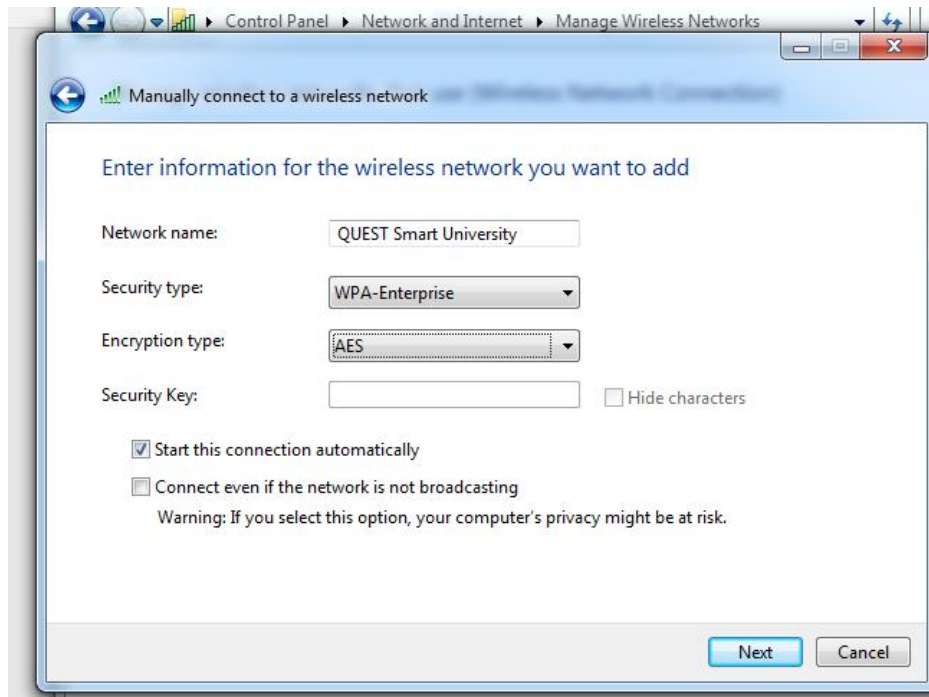 Control Panel ▸ Network and Internet ▸ Manage Wireless Networks
Manually connect to a wireless network
Enter information for the wireless network you want to add
Network name: QUEST Smart University
Security type: WPA-Enterprise
Encryption type: AES
Security Key: Hide characters
Start this connection automatically
Connect even if the network is not broadcasting
Warning: If you select this option, your computer's privacy might be at risk.
Next Cancel